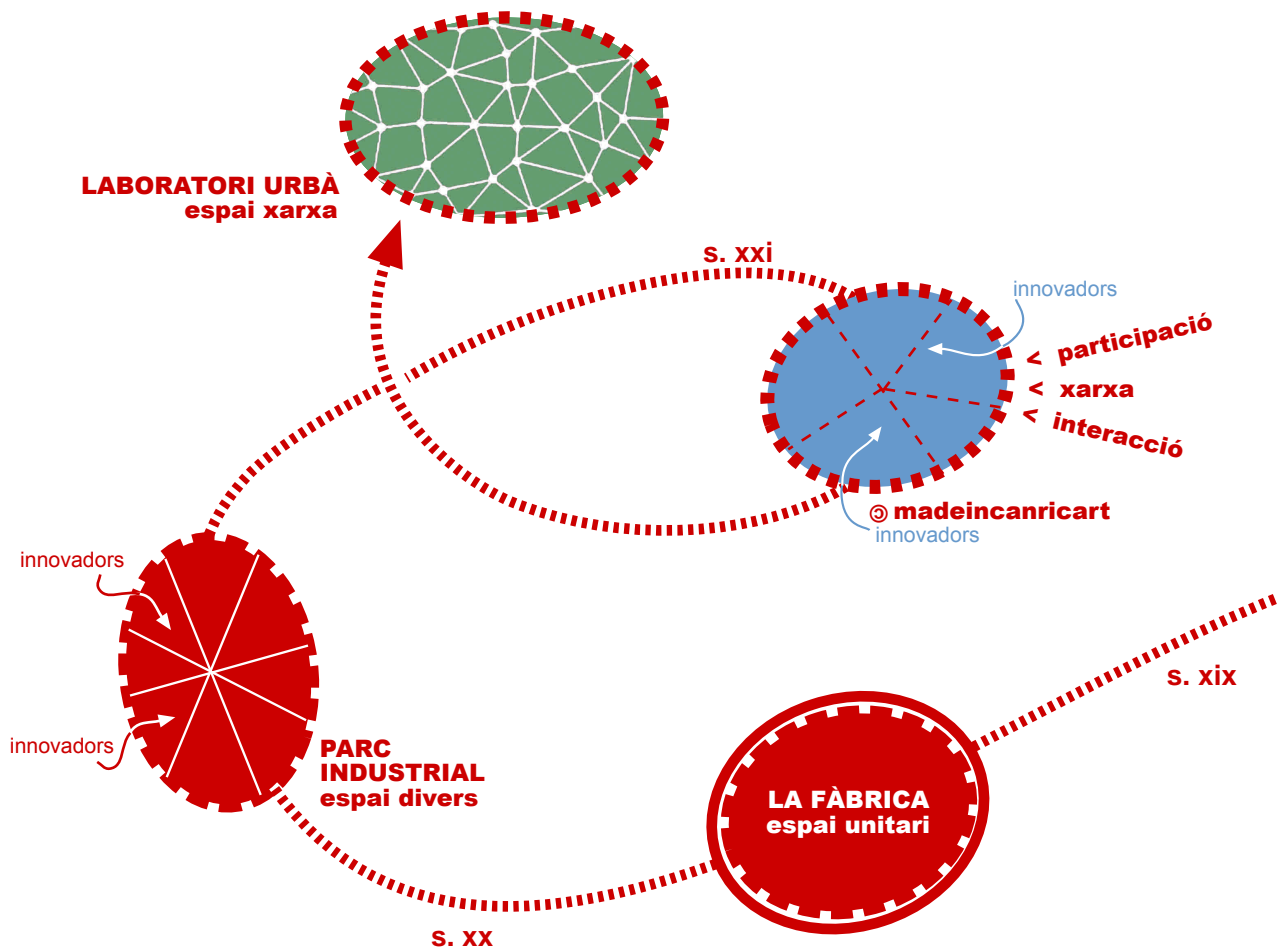 LABORATORI URBÀ
espai xarxa
s. xxi
innovadors
< participació
< xarxa
< interacció
🄯 madeincanricart
innovadors
innovadors
innovadors
PARC
INDUSTRIAL
espai divers
s. xix
LA FÀBRICA
espai unitari
s. xx